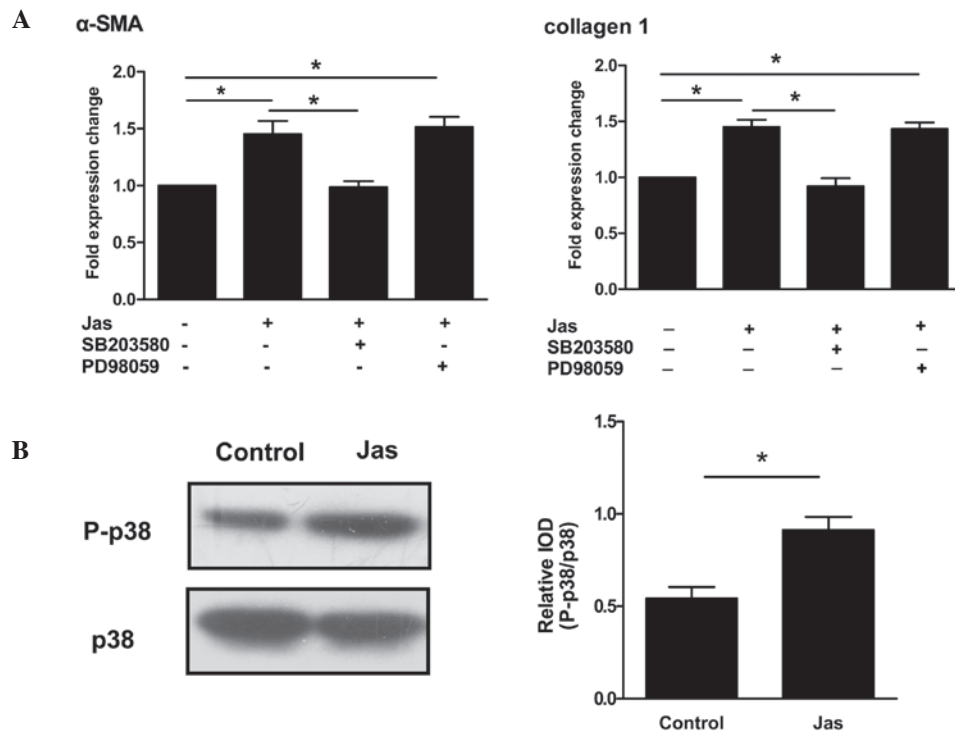 A
α-SMA
Fold expression change
2.0
1.5
1.0
0.5
0.0
* * *
Jas - + + +
SB203580 - - + -
PD98059 - - - +
collagen 1
Fold expression change
2.0
1.5
1.0
0.5
0.0
* * *
Jas – + + +
SB203580 – – + –
PD98059 – – – +
B
Control Jas
P-p38
p38
Relative IOD
(P-p38/p38)
1.5
1.0
0.5
0.0
*
Control Jas